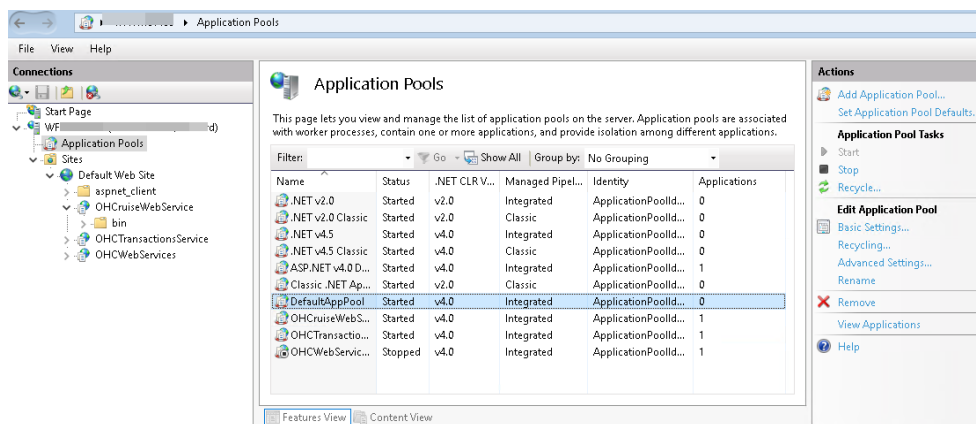 Application Pools
File View Help
Connections
Start Page
WF
rd)
Application Pools
Sites
Default Web Site
aspnet_client
OHCruiseWebService
bin
OHCTransactionsService
OHCWebServices
Application Pools
This page lets you view and manage the list of application pools on the server. Application pools are associated
with worker processes, contain one or more applications, and provide isolation among different applications.
Filter: Go Show All Group by: No Grouping
Name Status .NET CLR V... Managed Pipel... Identity Applications
.NET v2.0 Started v2.0 Integrated ApplicationPoolId... 0
.NET v2.0 Classic Started v2.0 Classic ApplicationPoolId... 0
.NET v4.5 Started v4.0 Integrated ApplicationPoolId... 0
.NET v4.5 Classic Started v4.0 Classic ApplicationPoolId... 0
ASP.NET v4.0 D... Started v4.0 Integrated ApplicationPoolId... 1
Classic .NET Ap... Started v2.0 Classic ApplicationPoolId... 0
DefaultAppPool Started v4.0 Integrated ApplicationPoolId... 0
OHCruiseWebS... Started v4.0 Integrated ApplicationPoolId... 1
OHCTransactio... Started v4.0 Integrated ApplicationPoolId... 1
OHCWebServic... Stopped v4.0 Integrated ApplicationPoolId... 1
Features View Content View
Actions
Add Application Pool...
Set Application Pool Defaults.
Application Pool Tasks
Start
Stop
Recycle...
Edit Application Pool
Basic Settings...
Recycling...
Advanced Settings...
Rename
Remove
View Applications
Help